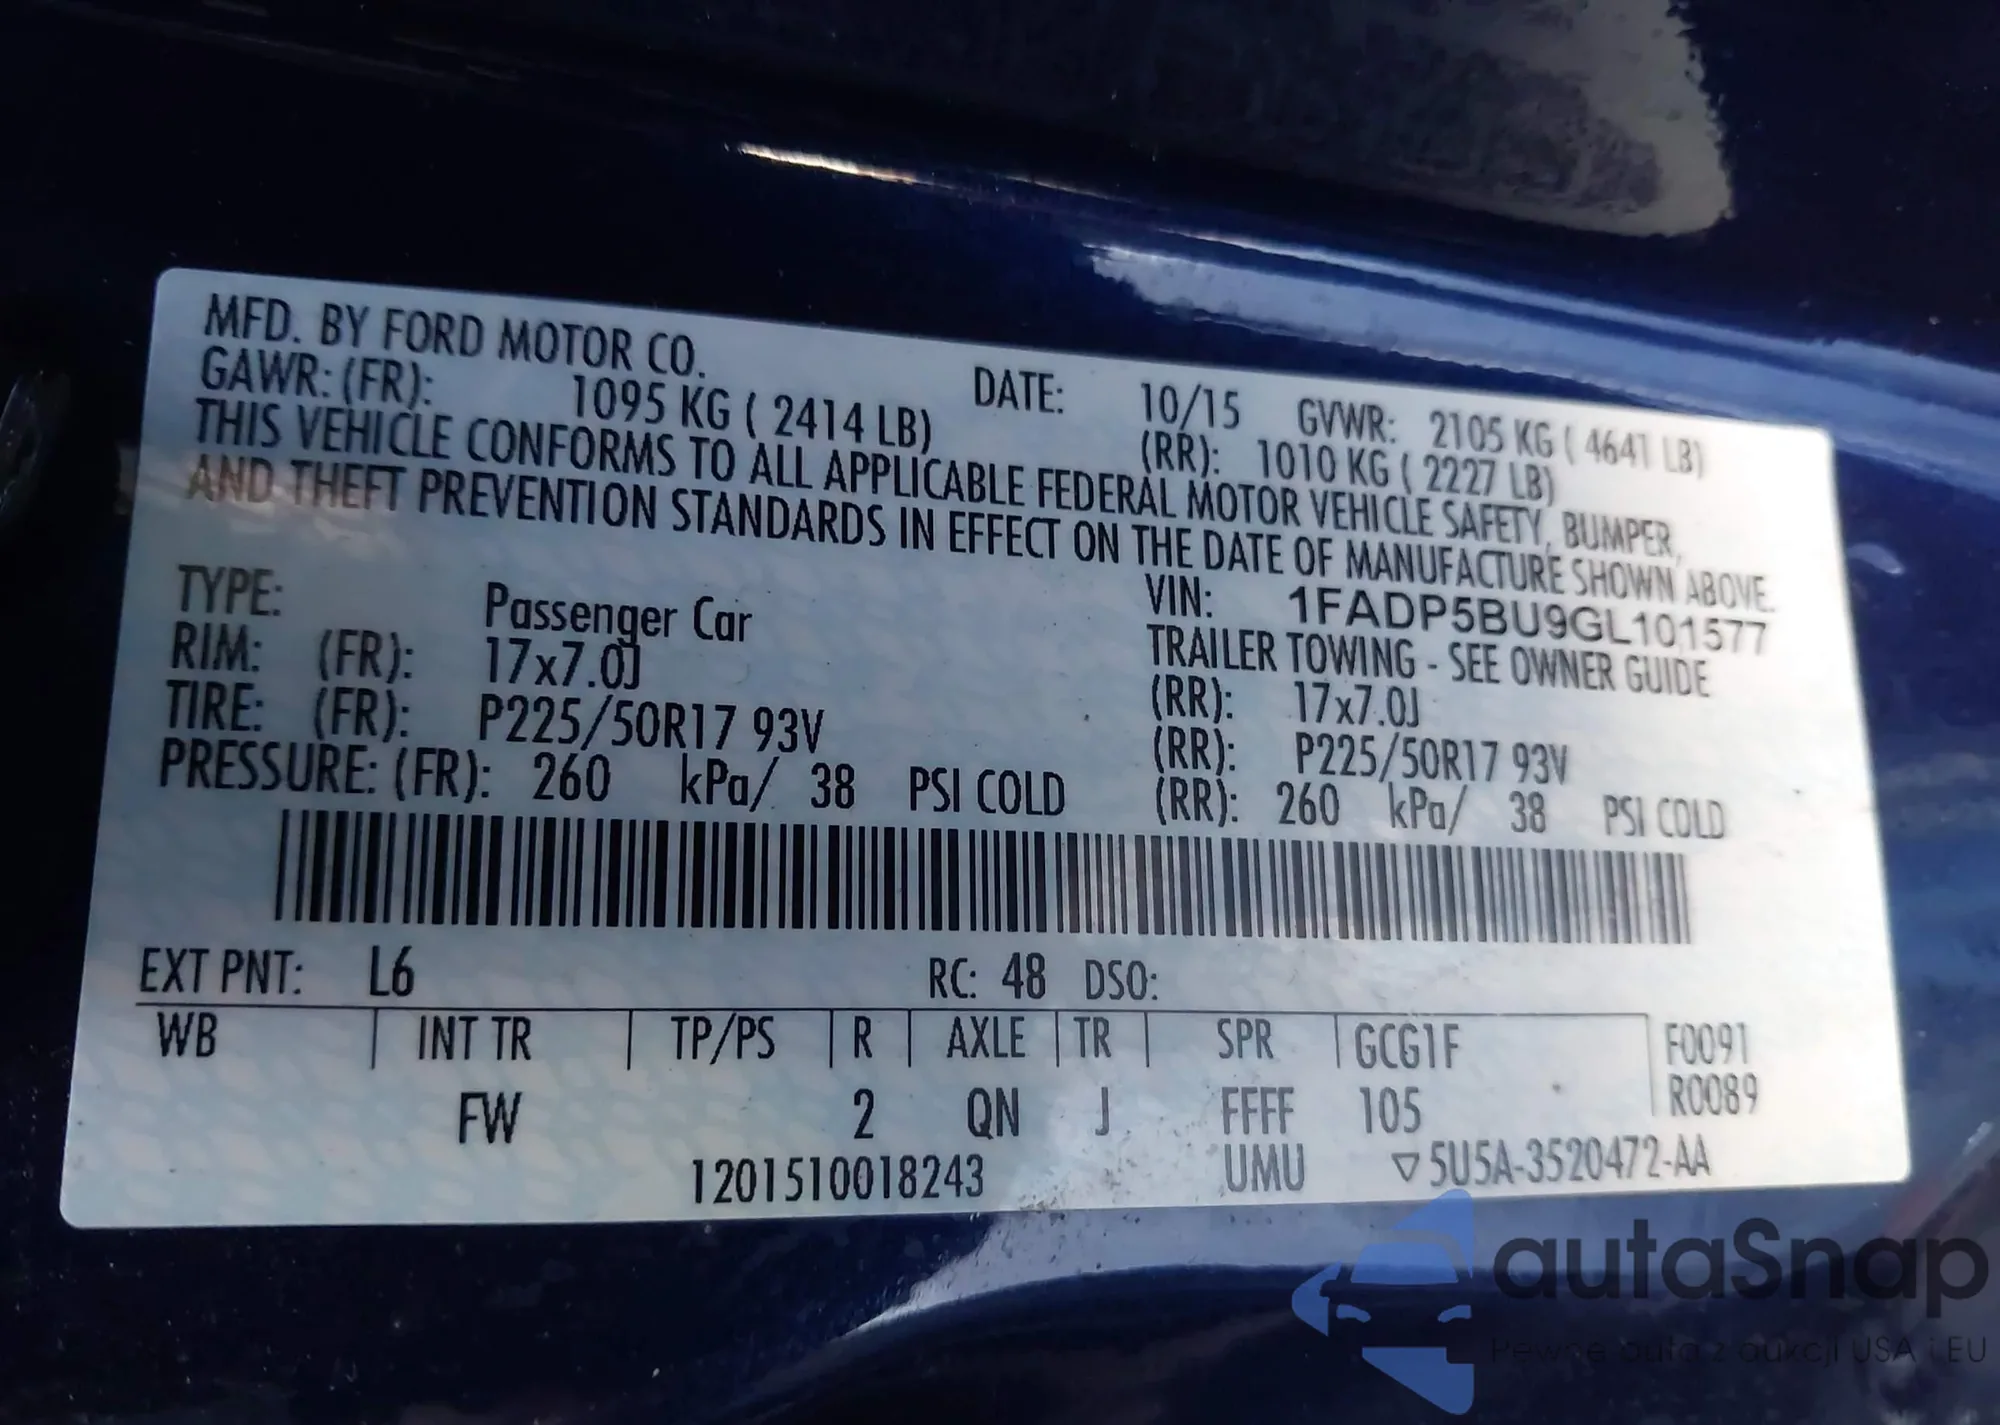 MFD. BY FORD MOTOR CO.
DATE: 10/15 GVWR: 2105 KG ( 4641 LB)
GAWR: (FR): 1095 KG ( 2414 LB) (RR): 1010 KG ( 2227 LB)
THIS VEHICLE CONFORMS TO ALL APPLICABLE FEDERAL MOTOR VEHICLE SAFETY, BUMPER,
AND THEFT PREVENTION STANDARDS IN EFFECT ON THE DATE OF MANUFACTURE SHOWN ABOVE.
VIN: 1FADP5BU9GL101577
TYPE: Passenger Car TRAILER TOWING - SEE OWNER GUIDE
RIM: (FR): 17x7.0J (RR): 17x7.0J
TIRE: (FR): P225/50R17 93V (RR): P225/50R17 93V
PRESSURE: (FR): 260 kPa/ 38 PSI COLD (RR): 260 kPa/ 38 PSI COLD
EXT PNT: L6 RC: 48 DSO:
WB INT TR TP/PS R AXLE TR SPR GCG1F F0091
FW 2 QN J FFFF 105 R0089
1201510018243 UMU ▽5U5A-3520472-AA
autaSnap
Pewne auta z aukcji USA i EU